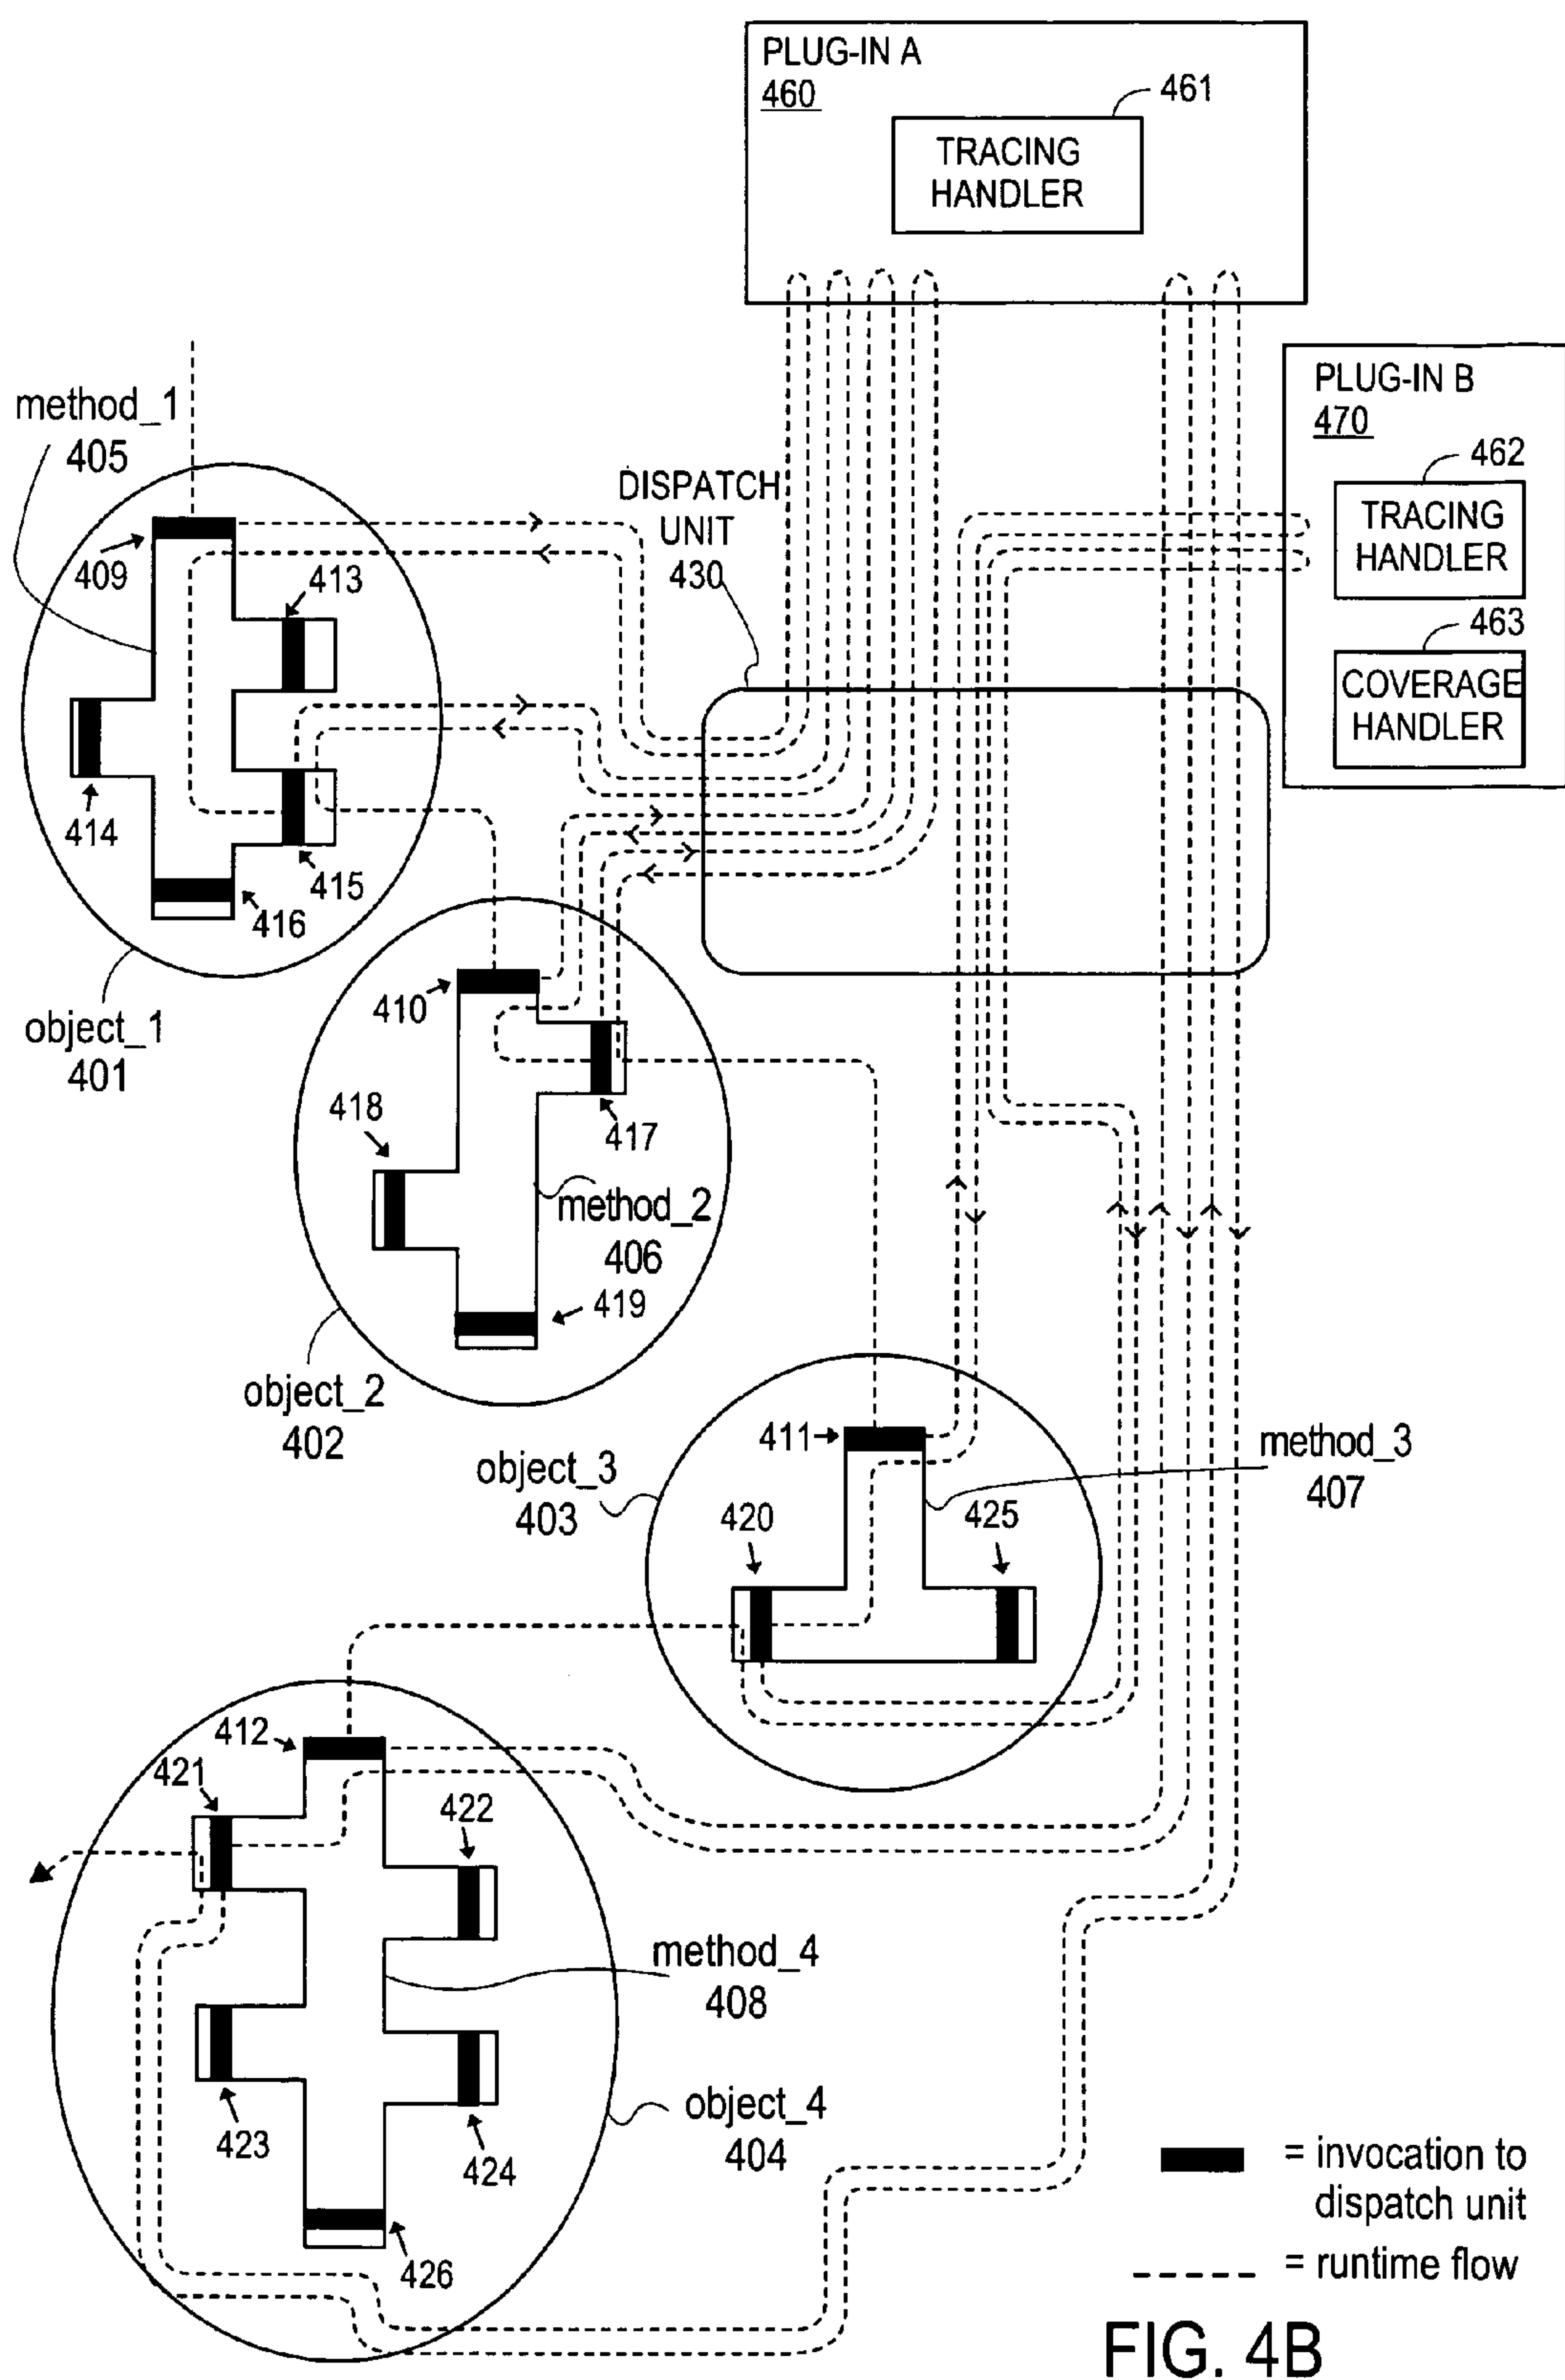 PLUG-IN A
460
461
TRACING
HANDLER
PLUG-IN B
470
462
TRACING
HANDLER
463
COVERAGE
HANDLER
method_1
405
DISPATCH
UNIT
430
409
413
414
415
416
object_1
401
410
418
417
method_2
406
419
object_2
402
411
object_3
403
method_3
407
420
425
412
421
422
method_4
408
423
424
object_4
404
426
= invocation to
dispatch unit
= runtime flow
FIG. 4B